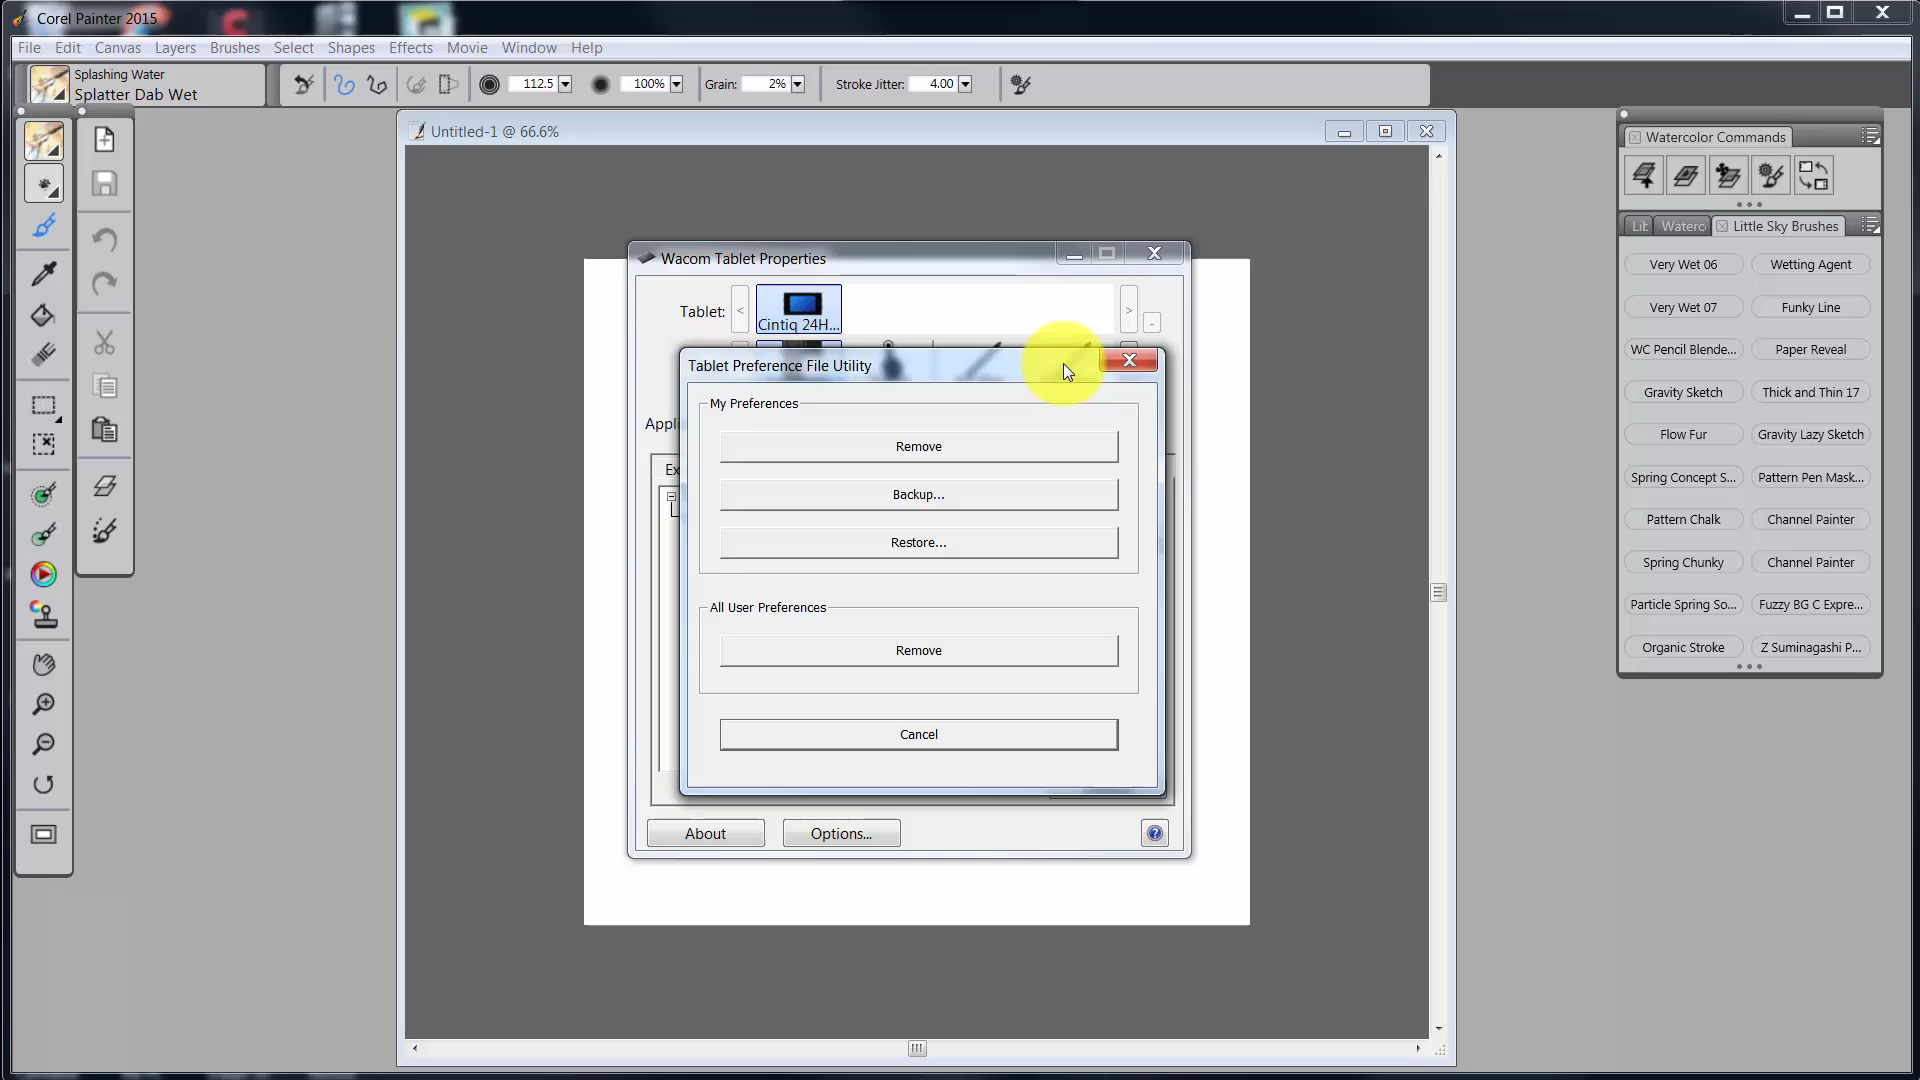 Corel Painter 2015
File Edit Canvas Layers Brushes Select Shapes Effects Movie Window Help
Splashing Water
Splatter Dab Wet
112.5 100% Grain: 2% Stroke Jitter: 4.00
Untitled-1 @ 66.6%
Watercolor Commands
Lit Waterc Little Sky Brushes
Very Wet 06 Wetting Agent
Very Wet 07 Funky Line
WC Pencil Blende... Paper Reveal
Gravity Sketch Thick and Thin 17
Flow Fur Gravity Lazy Sketch
Spring Concept S... Pattern Pen Mask...
Pattern Chalk Channel Painter
Spring Chunky Channel Painter
Particle Spring So... Fuzzy BG C Expre...
Organic Stroke Z Suminagashi P...
Wacom Tablet Properties
Tablet: < >
Cintiq 24H... -
Appli
Ex
Tablet Preference File Utility
My Preferences
Remove
Backup...
Restore...
All User Preferences
Remove
Cancel
About Options... ?